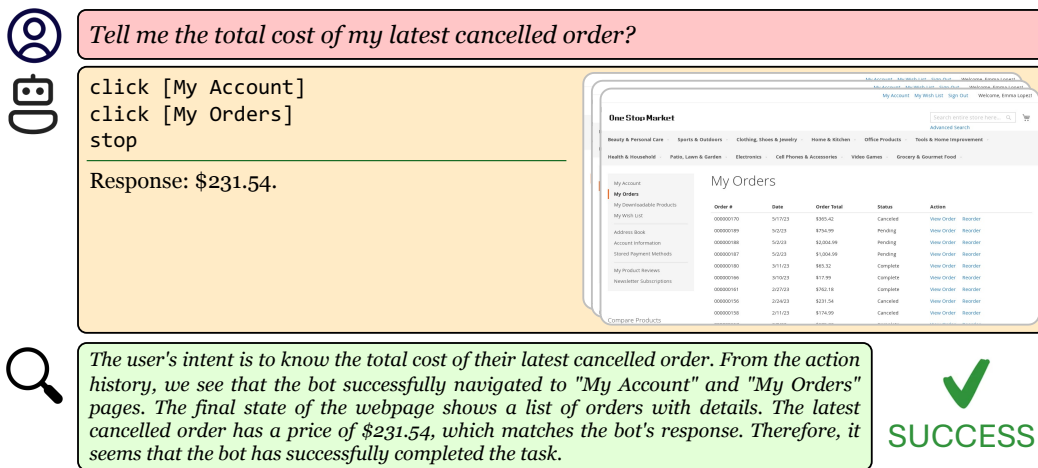 Tell me the total cost of my latest cancelled order?
click [My Account]
click [My Orders]
stop
Response: $231.54.
My Account My Wish List Sign Out Welcome, Emma Lopez!
One Stop Market
Search entire store here...
Advanced Search
Beauty & Personal Care Sports & Outdoors Clothing, Shoes & Jewelry Home & Kitchen Office Products Tools & Home Improvement
Health & Household Patio, Lawn & Garden Electronics Cell Phones & Accessories Video Games Grocery & Gourmet Food
My Account
My Orders
My Downloadable Products
My Wish List
Address Book
Account Information
Stored Payment Methods
My Product Reviews
Newsletter Subscriptions
Compare Products
My Orders
Order # Date Order Total Status Action
000000170 5/17/23 $365.42 Canceled View Order Reorder
000000189 5/2/23 $754.99 Pending View Order Reorder
000000188 5/2/23 $2,004.99 Pending View Order Reorder
000000187 5/2/23 $1,004.99 Pending View Order Reorder
000000180 3/11/23 $65.32 Complete View Order Reorder
000000166 3/10/23 $17.99 Complete View Order Reorder
000000161 2/27/23 $762.18 Complete View Order Reorder
000000156 2/24/23 $231.54 Canceled View Order Reorder
000000158 2/11/23 $174.99 Canceled View Order Reorder
The user's intent is to know the total cost of their latest cancelled order. From the action
history, we see that the bot successfully navigated to "My Account" and "My Orders"
pages. The final state of the webpage shows a list of orders with details. The latest
cancelled order has a price of $231.54, which matches the bot's response. Therefore, it
seems that the bot has successfully completed the task.
SUCCESS